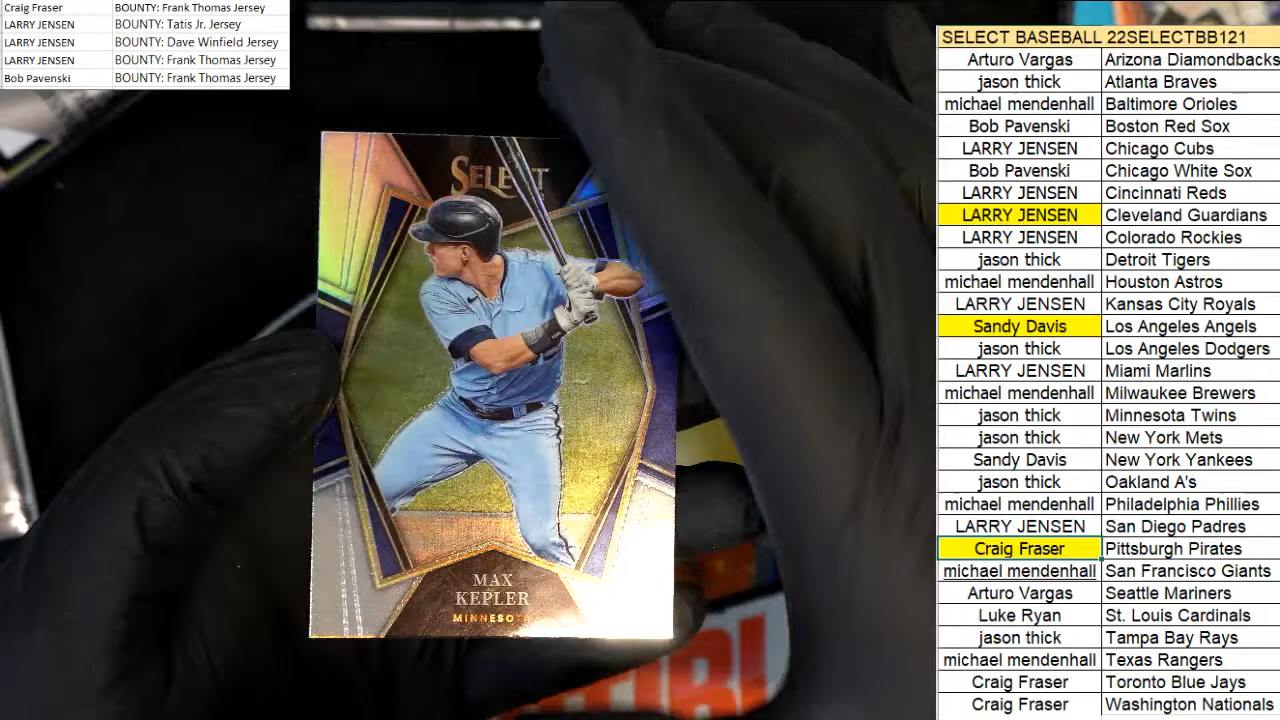 Craig Fraser BOUNTY: Frank Thomas Jersey
LARRY JENSEN BOUNTY: Tatis Jr. Jersey
LARRY JENSEN BOUNTY: Dave Winfield Jersey
LARRY JENSEN BOUNTY: Frank Thomas Jersey
Bob Pavenski BOUNTY: Frank Thomas Jersey
SELECT
MAX
KEPLER
MINNESOTA
SELECT BASEBALL 22SELECTBB121
Arturo Vargas Arizona Diamondbacks
jason thick Atlanta Braves
michael mendenhall Baltimore Orioles
Bob Pavenski Boston Red Sox
LARRY JENSEN Chicago Cubs
Bob Pavenski Chicago White Sox
LARRY JENSEN Cincinnati Reds
LARRY JENSEN Cleveland Guardians
LARRY JENSEN Colorado Rockies
jason thick Detroit Tigers
michael mendenhall Houston Astros
LARRY JENSEN Kansas City Royals
Sandy Davis Los Angeles Angels
jason thick Los Angeles Dodgers
LARRY JENSEN Miami Marlins
michael mendenhall Milwaukee Brewers
jason thick Minnesota Twins
jason thick New York Mets
Sandy Davis New York Yankees
jason thick Oakland A's
michael mendenhall Philadelphia Phillies
LARRY JENSEN San Diego Padres
Craig Fraser Pittsburgh Pirates
michael mendenhall San Francisco Giants
Arturo Vargas Seattle Mariners
Luke Ryan St. Louis Cardinals
jason thick Tampa Bay Rays
michael mendenhall Texas Rangers
Craig Fraser Toronto Blue Jays
Craig Fraser Washington Nationals